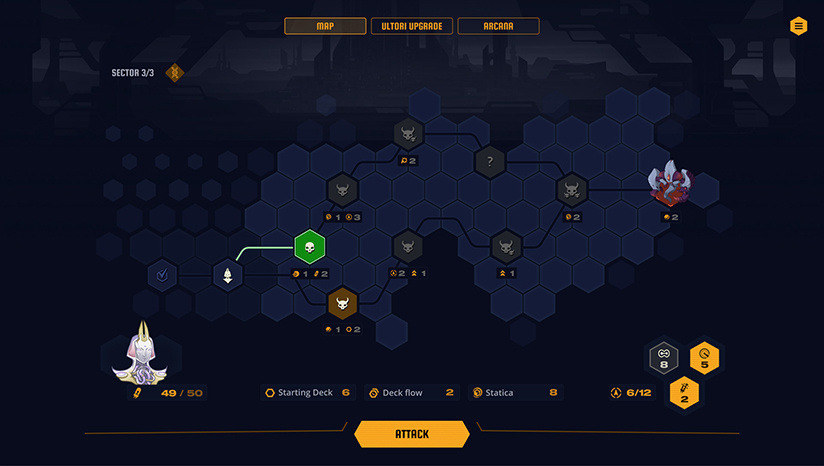 MAP
ULTORI UPGRADE
ARCANA
SECTOR 3/3
2
?
1 3
2
2
1 2
2 1
1
1 2
8
5
49 / 50
Starting Deck 6
Deck flow 2
Statica 8
6/12
2
ATTACK